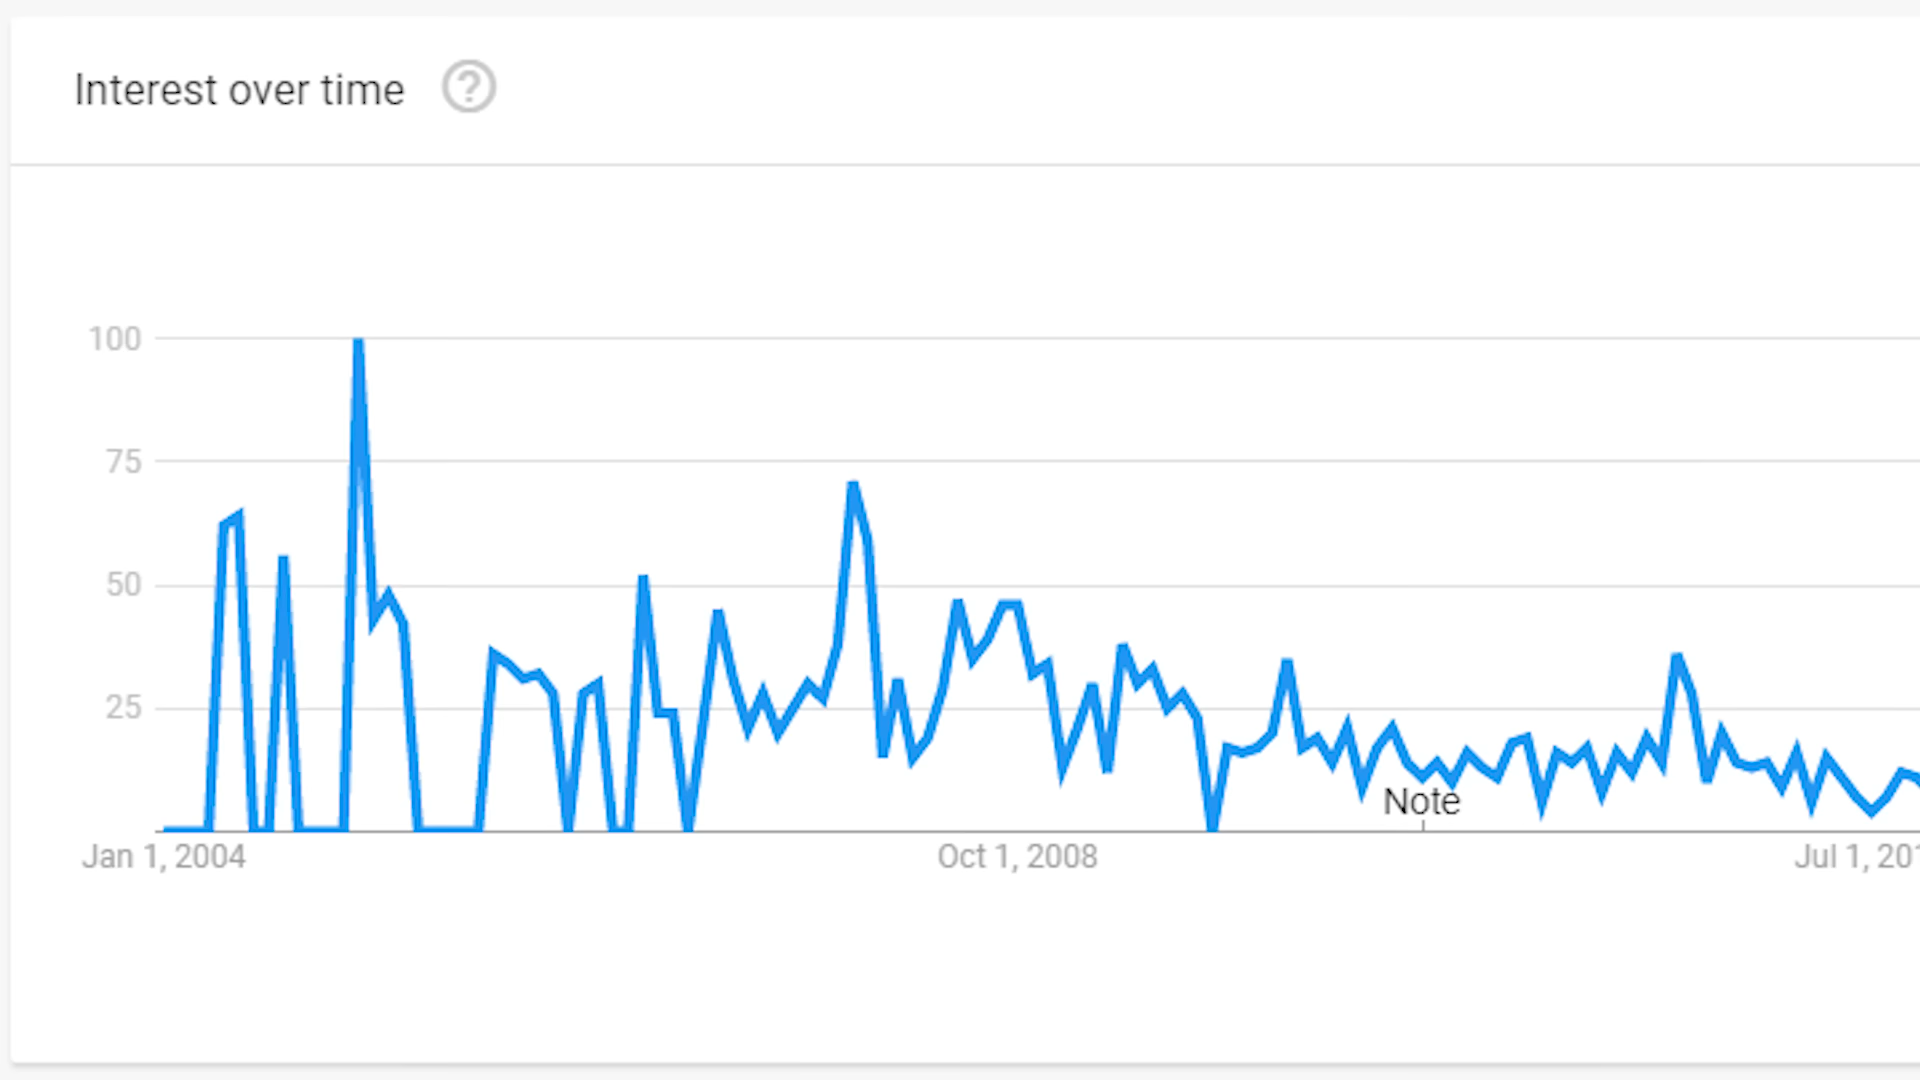 Interest over time ?
100
75
50
25
Note
Jan 1, 2004
Oct 1, 2008
Jul 1, 201